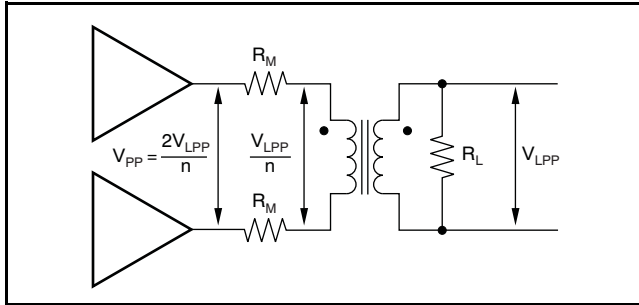 R_M
V_PP = 2V_LPP/n
V_LPP/n
R_L
V_LPP
R_M